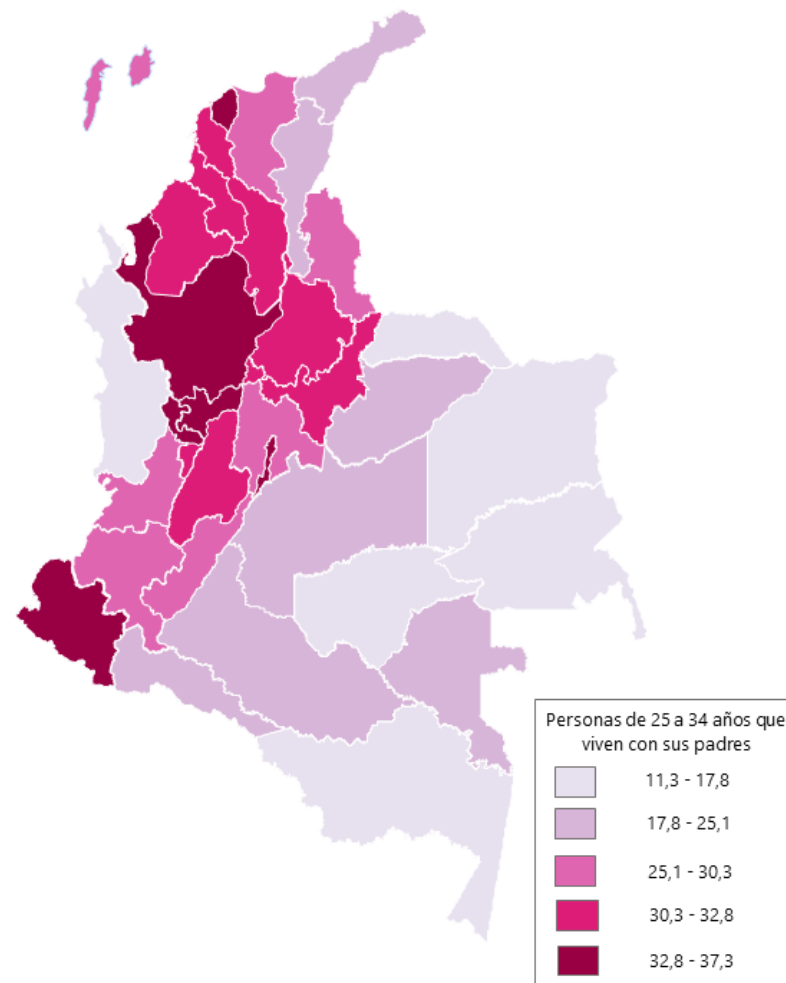 Personas de 25 a 34 años que
viven con sus padres
11,3 - 17,8
17,8 - 25,1
25,1 - 30,3
30,3 - 32,8
32,8 - 37,3